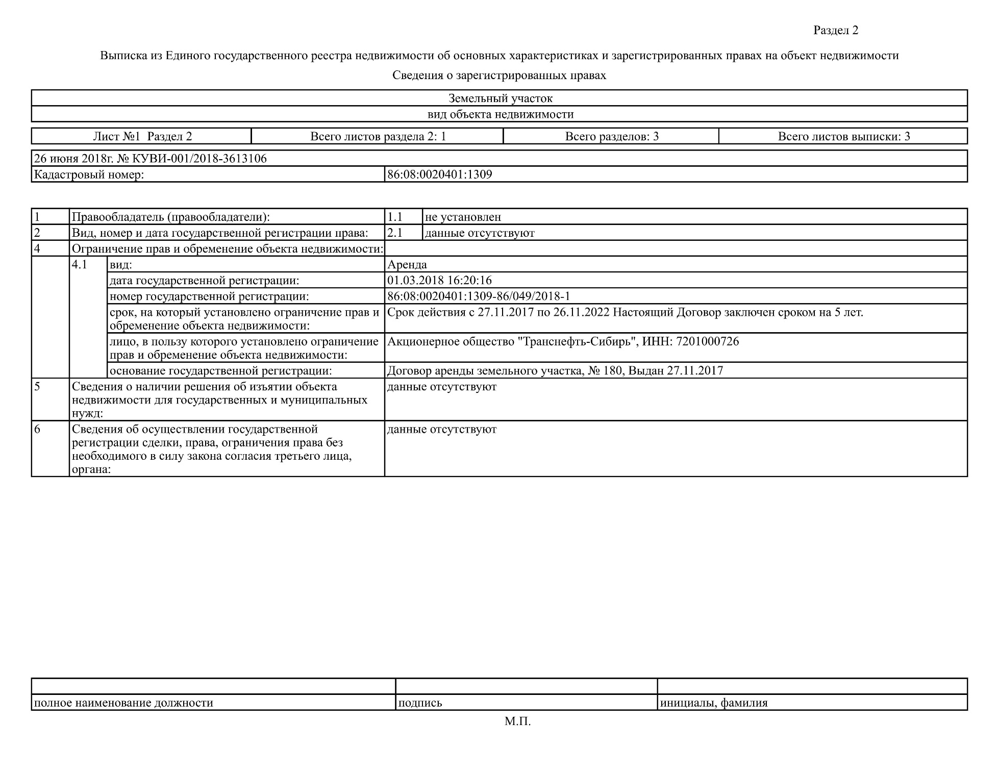 Раздел 2
Выписка из Единого государственного реестра недвижимости об основных характеристиках и зарегистрированных правах на объект недвижимости
Сведения о зарегистрированных правах
Земельный участок
вид объекта недвижимости
Лист №1 Раздел 2 Всего листов раздела 2: 1 Всего разделов: 3 Всего листов выписки: 3
26 июня 2018г. № КУВИ-001/2018-3613106
Кадастровый номер: 86:08:0020401:1309
1 Правообладатель (правообладатели): 1.1 не установлен
2 Вид, номер и дата государственной регистрации права: 2.1 данные отсутствуют
4 Ограничение прав и обременение объекта недвижимости:
4.1 вид: Аренда
дата государственной регистрации: 01.03.2018 16:20:16
номер государственной регистрации: 86:08:0020401:1309-86/049/2018-1
срок, на который установлено ограничение прав и Срок действия с 27.11.2017 по 26.11.2022 Настоящий Договор заключен сроком на 5 лет.
обременение объекта недвижимости:
лицо, в пользу которого установлено ограничение Акционерное общество "Транснефть-Сибирь", ИНН: 7201000726
прав и обременение объекта недвижимости:
основание государственной регистрации: Договор аренды земельного участка, № 180, Выдан 27.11.2017
5 Сведения о наличии решения об изъятии объекта данные отсутствуют
недвижимости для государственных и муниципальных
нужд:
6 Сведения об осуществлении государственной данные отсутствуют
регистрации сделки, права, ограничения права без
необходимого в силу закона согласия третьего лица,
органа:
полное наименование должности подпись инициалы, фамилия
М.П.